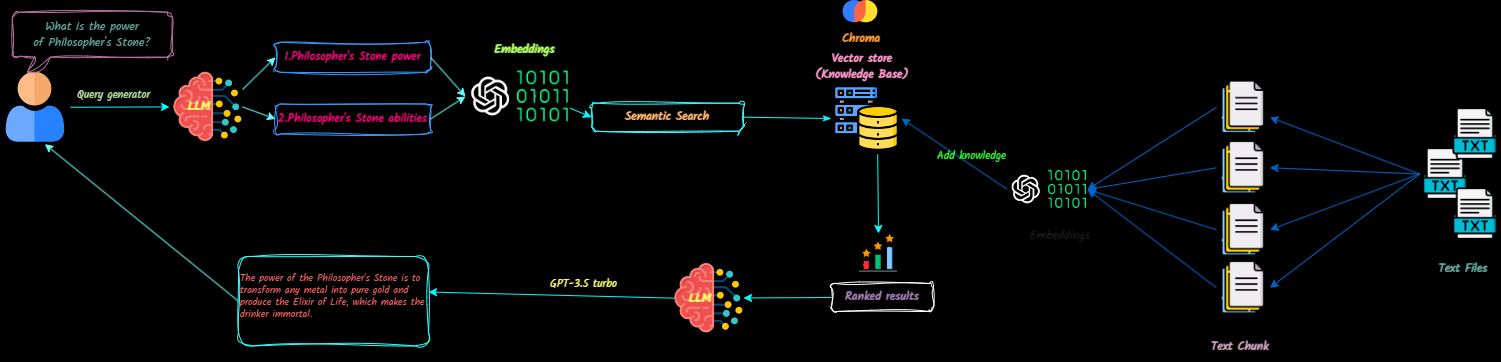 What is the power
of Philosopher's Stone?
Query generator
LLM
1.Philosopher's Stone power
2.Philosopher's Stone abilities
Embeddings
10101
01011
10101
Semantic Search
Chroma
Vector store
(Knowledge Base)
Add knowledge
10101
01011
10101
Embeddings
Text Chunk
TXT
TXT
TXT
Text Files
Ranked results
LLM
GPT-3.5 turbo
The power of the Philosopher's Stone is to
transform any metal into pure gold and
produce the Elixir of Life, which makes the
drinker immortal.